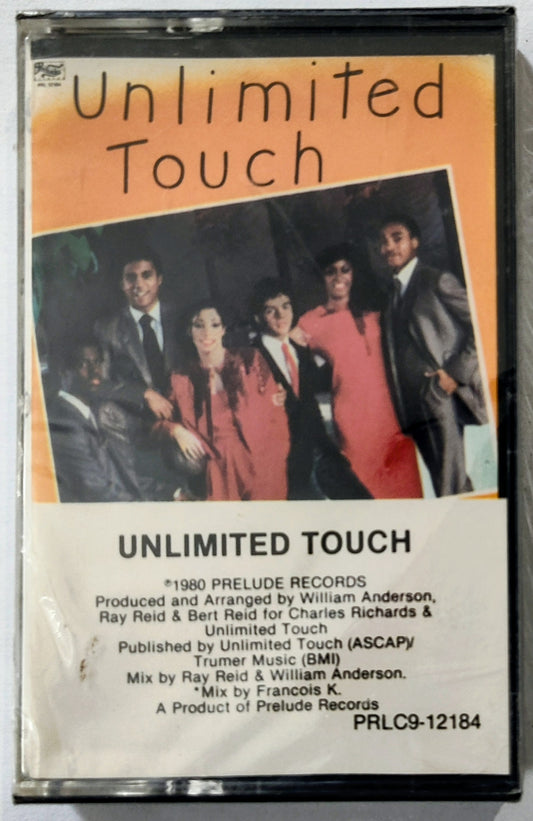 PRL 12184
Unlimited
Touch
UNLIMITED TOUCH
℗1980 PRELUDE RECORDS
Produced and Arranged by William Anderson,
Ray Reid & Bert Reid for Charles Richards &
Unlimited Touch
Published by Unlimited Touch (ASCAP)/
Trumer Music (BMI)
Mix by Ray Reid & William Anderson.
*Mix by Francois K.
A Product of Prelude Records
PRLC9-12184